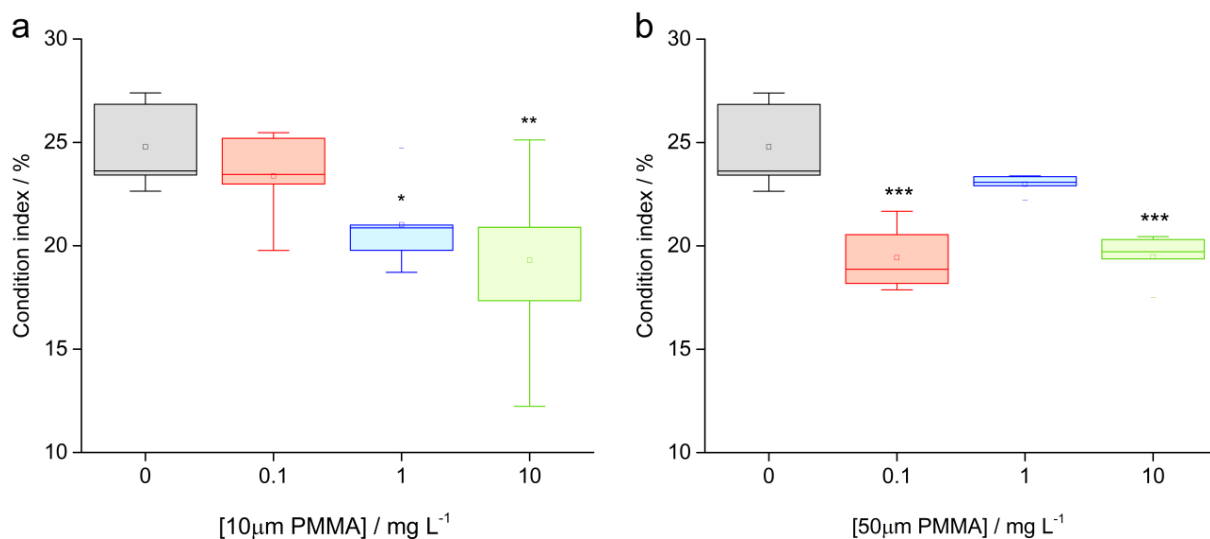 a
30
25
20
15
10
Condition index / %
*
**
0 0.1 1 10
[10μm PMMA] / mg L⁻¹
b
30
25
20
15
10
Condition index / %
***
***
0 0.1 1 10
[50μm PMMA] / mg L⁻¹